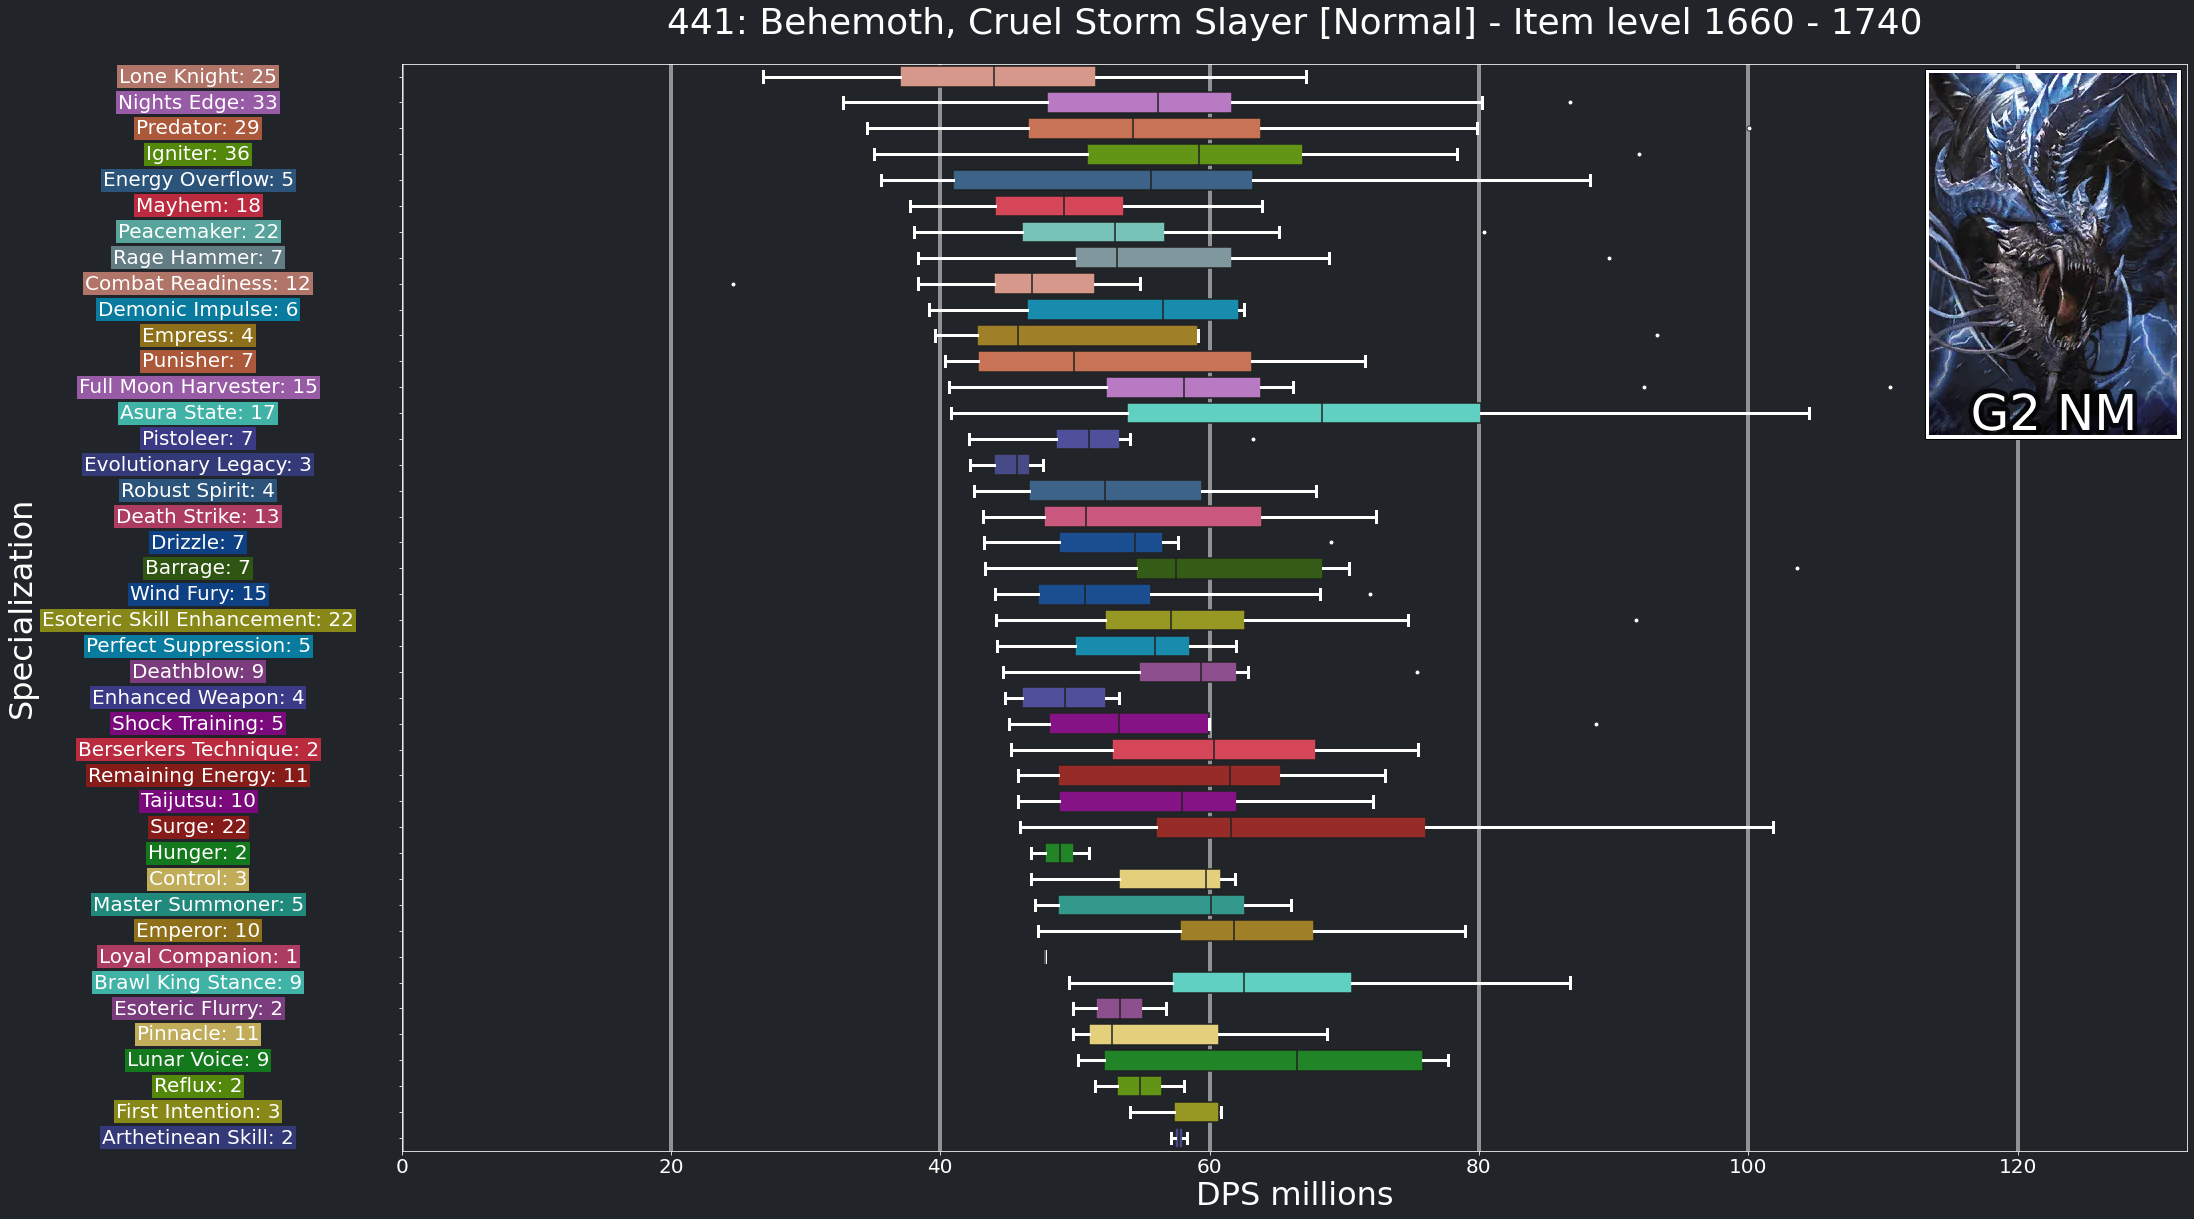 441: Behemoth, Cruel Storm Slayer [Normal] - Item level 1660 - 1740
Specialization
Lone Knight: 25
Nights Edge: 33
Predator: 29
Igniter: 36
Energy Overflow: 5
Mayhem: 18
Peacemaker: 22
Rage Hammer: 7
Combat Readiness: 12
Demonic Impulse: 6
Empress: 4
Punisher: 7
Full Moon Harvester: 15
Asura State: 17
Pistoleer: 7
Evolutionary Legacy: 3
Robust Spirit: 4
Death Strike: 13
Drizzle: 7
Barrage: 7
Wind Fury: 15
Esoteric Skill Enhancement: 22
Perfect Suppression: 5
Deathblow: 9
Enhanced Weapon: 4
Shock Training: 5
Berserkers Technique: 2
Remaining Energy: 11
Taijutsu: 10
Surge: 22
Hunger: 2
Control: 3
Master Summoner: 5
Emperor: 10
Loyal Companion: 1
Brawl King Stance: 9
Esoteric Flurry: 2
Pinnacle: 11
Lunar Voice: 9
Reflux: 2
First Intention: 3
Arthetinean Skill: 2
G2 NM
0 20 40 60 80 100 120
DPS millions